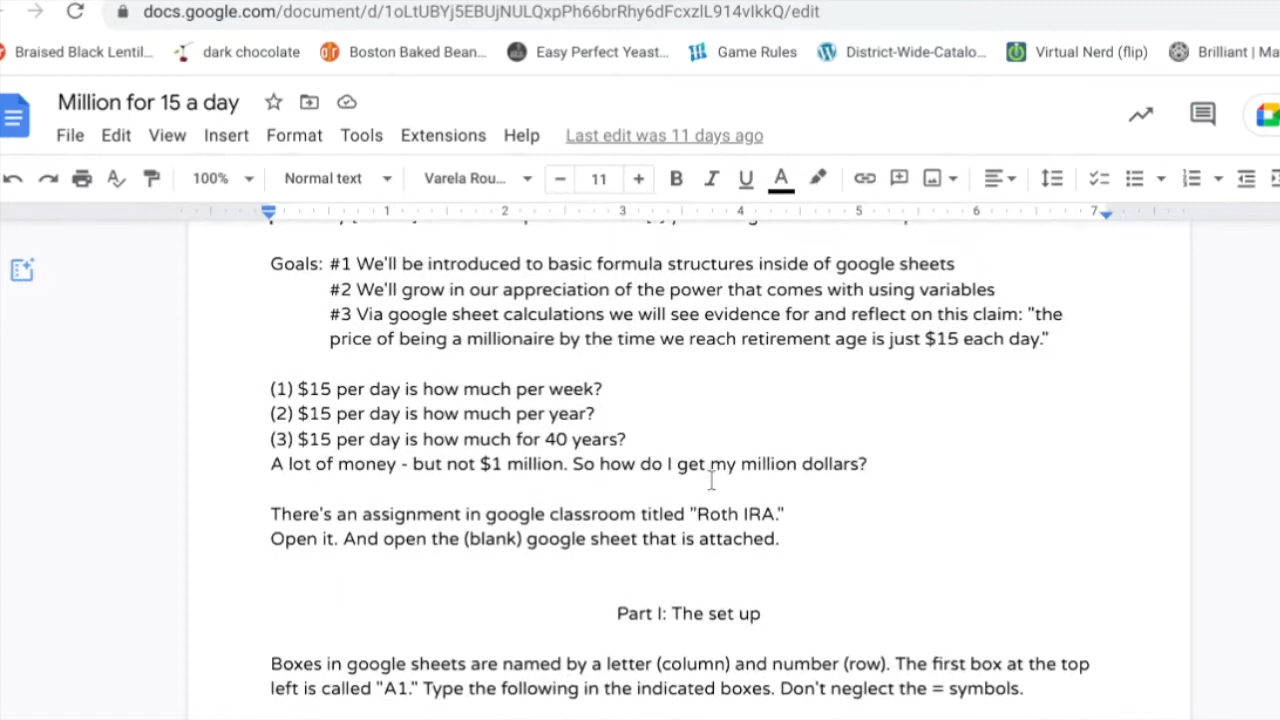 docs.google.com/document/d/1oLtUBYj5EBUjNULQxpPh66brRhy6dFcxzlL914vlkkQ/edit
Braised Black Lentil... dark chocolate Boston Baked Bean... Easy Perfect Yeast... Game Rules District-Wide-Catalo... Virtual Nerd (flip) Brilliant | Ma
Million for 15 a day
File Edit View Insert Format Tools Extensions Help Last edit was 11 days ago
100% Normal text Varela Rou... 11
1 2 3 4 5 6 7
Goals: #1 We'll be introduced to basic formula structures inside of google sheets
#2 We'll grow in our appreciation of the power that comes with using variables
#3 Via google sheet calculations we will see evidence for and reflect on this claim: "the
price of being a millionaire by the time we reach retirement age is just $15 each day."
(1) $15 per day is how much per week?
(2) $15 per day is how much per year?
(3) $15 per day is how much for 40 years?
A lot of money - but not $1 million. So how do I get my million dollars?
There's an assignment in google classroom titled "Roth IRA."
Open it. And open the (blank) google sheet that is attached.
Part I: The set up
Boxes in google sheets are named by a letter (column) and number (row). The first box at the top
left is called "A1." Type the following in the indicated boxes. Don't neglect the = symbols.